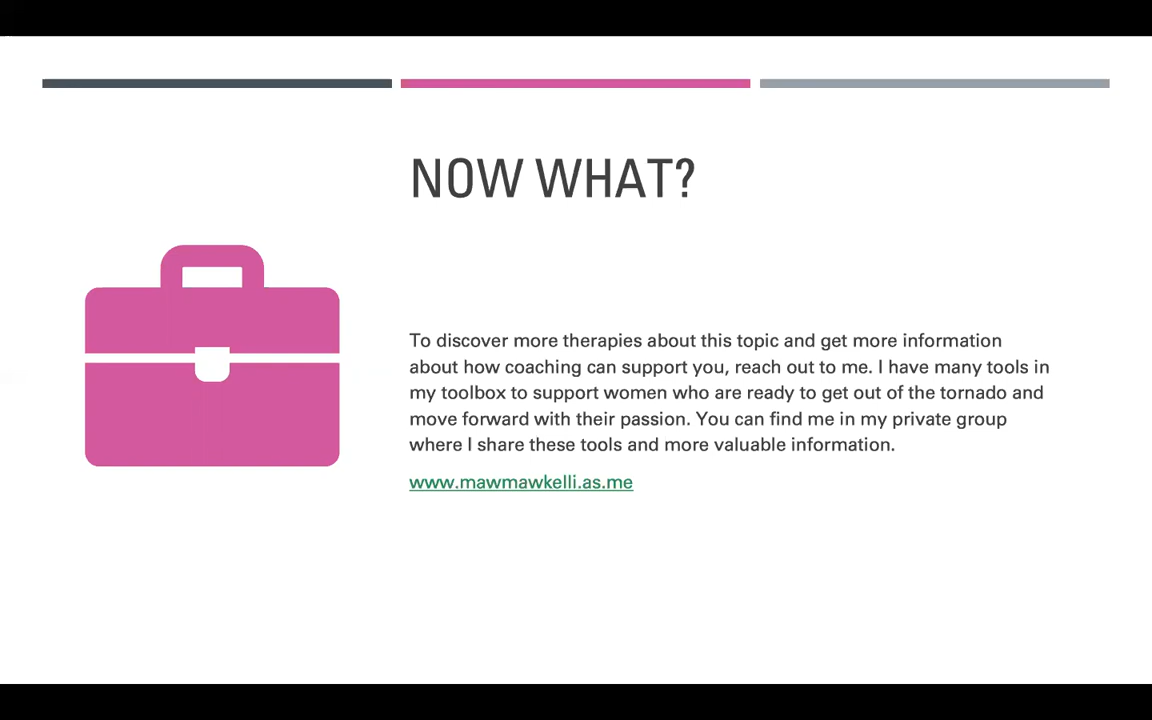 NOW WHAT?
To discover more therapies about this topic and get more information
about how coaching can support you, reach out to me. I have many tools in
my toolbox to support women who are ready to get out of the tornado and
move forward with their passion. You can find me in my private group
where I share these tools and more valuable information.
www.mawmawkelli.as.me